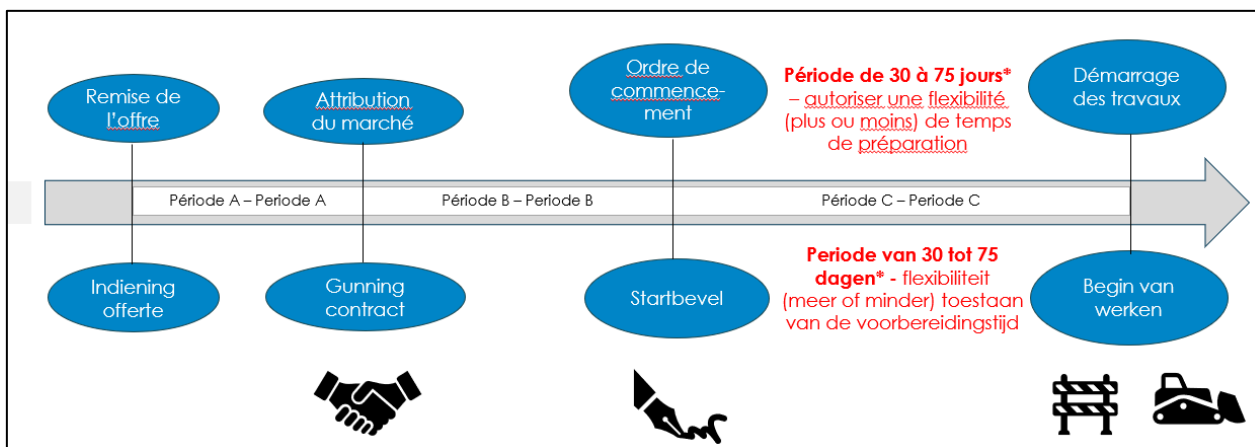 Remise de
l'offre
Attribution
du marché
Ordre de
commence-
ment
Période de 30 à 75 jours*
– autoriser une flexibilité
(plus ou moins) de temps
de préparation
Démarrage
des travaux
Période A – Periode A
Période B – Periode B
Période C – Periode C
Indiening
offerte
Gunning
contract
Startbevel
Periode van 30 tot 75
dagen* - flexibiliteit
(meer of minder) toestaan
van de voorbereidingstijd
Begin van
werken